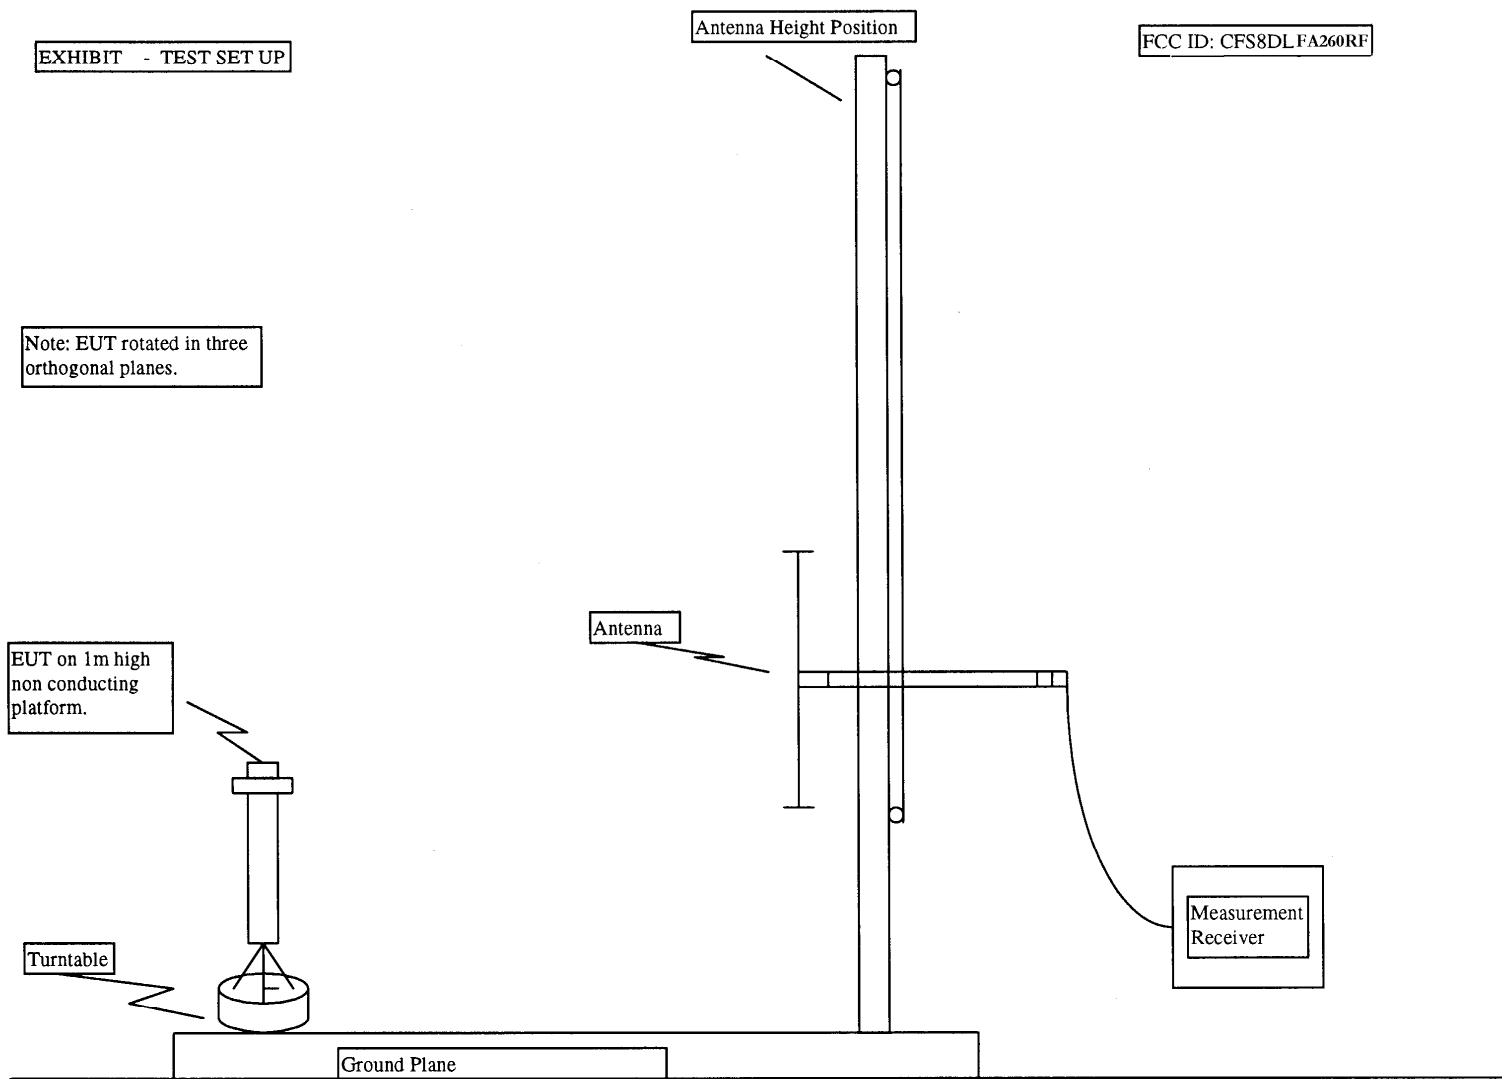 Antenna Height Position
EXHIBIT - TEST SET UP
FCC ID: CFS8DLFA260RF
Note: EUT rotated in three
orthogonal planes.
Antenna
EUT on 1m high
non conducting
platform.
Measurement
Receiver
Turntable
Ground Plane